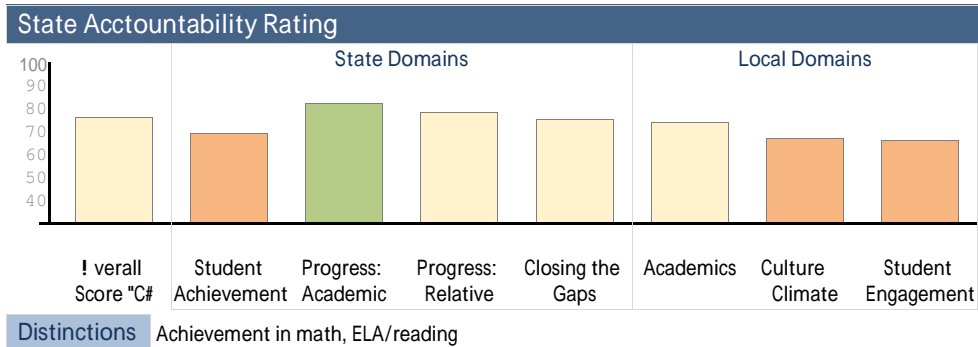 State Acctountability Rating
State Domains
Local Domains
100
90
80
70
60
50
40
! verall
Score "C#
Student
Achievement
Progress:
Academic
Progress:
Relative
Closing the
Gaps
Academics
Culture
Climate
Student
Engagement
Distinctions Achievement in math, ELA/reading